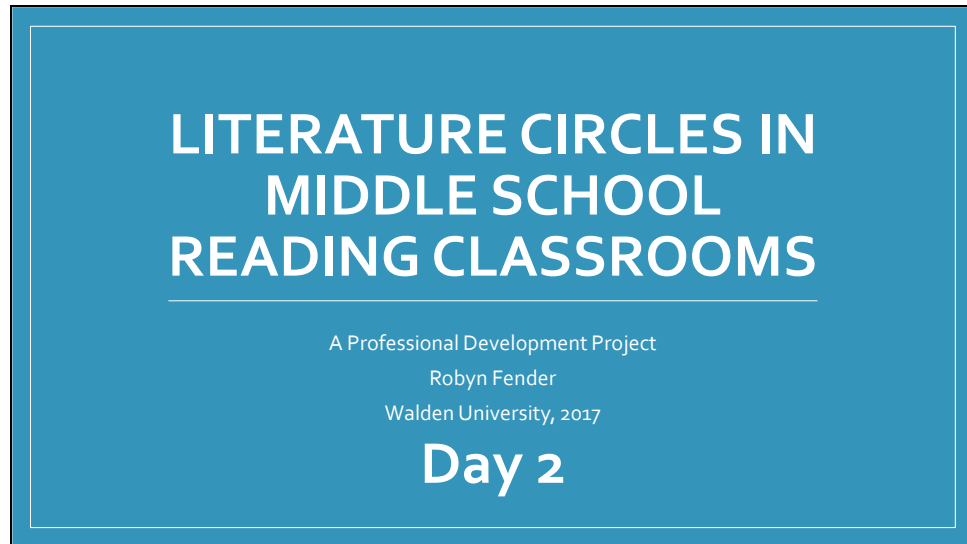 LITERATURE CIRCLES IN
MIDDLE SCHOOL
READING CLASSROOMS
A Professional Development Project
Robyn Fender
Walden University, 2017
Day 2